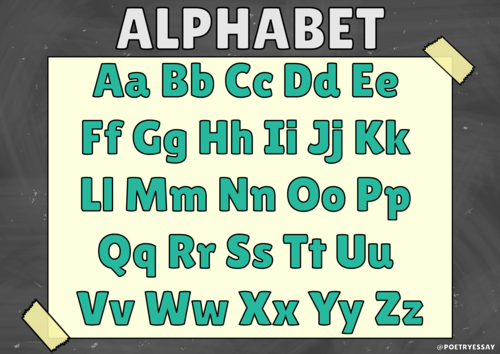 ALPHABET
Aa Bb Cc Dd Ee
Ff Gg Hh Ii Jj Kk
Ll Mm Nn Oo Pp
Qq Rr Ss Tt Uu
Vv Ww Xx Yy Zz
@POETRYESSAY